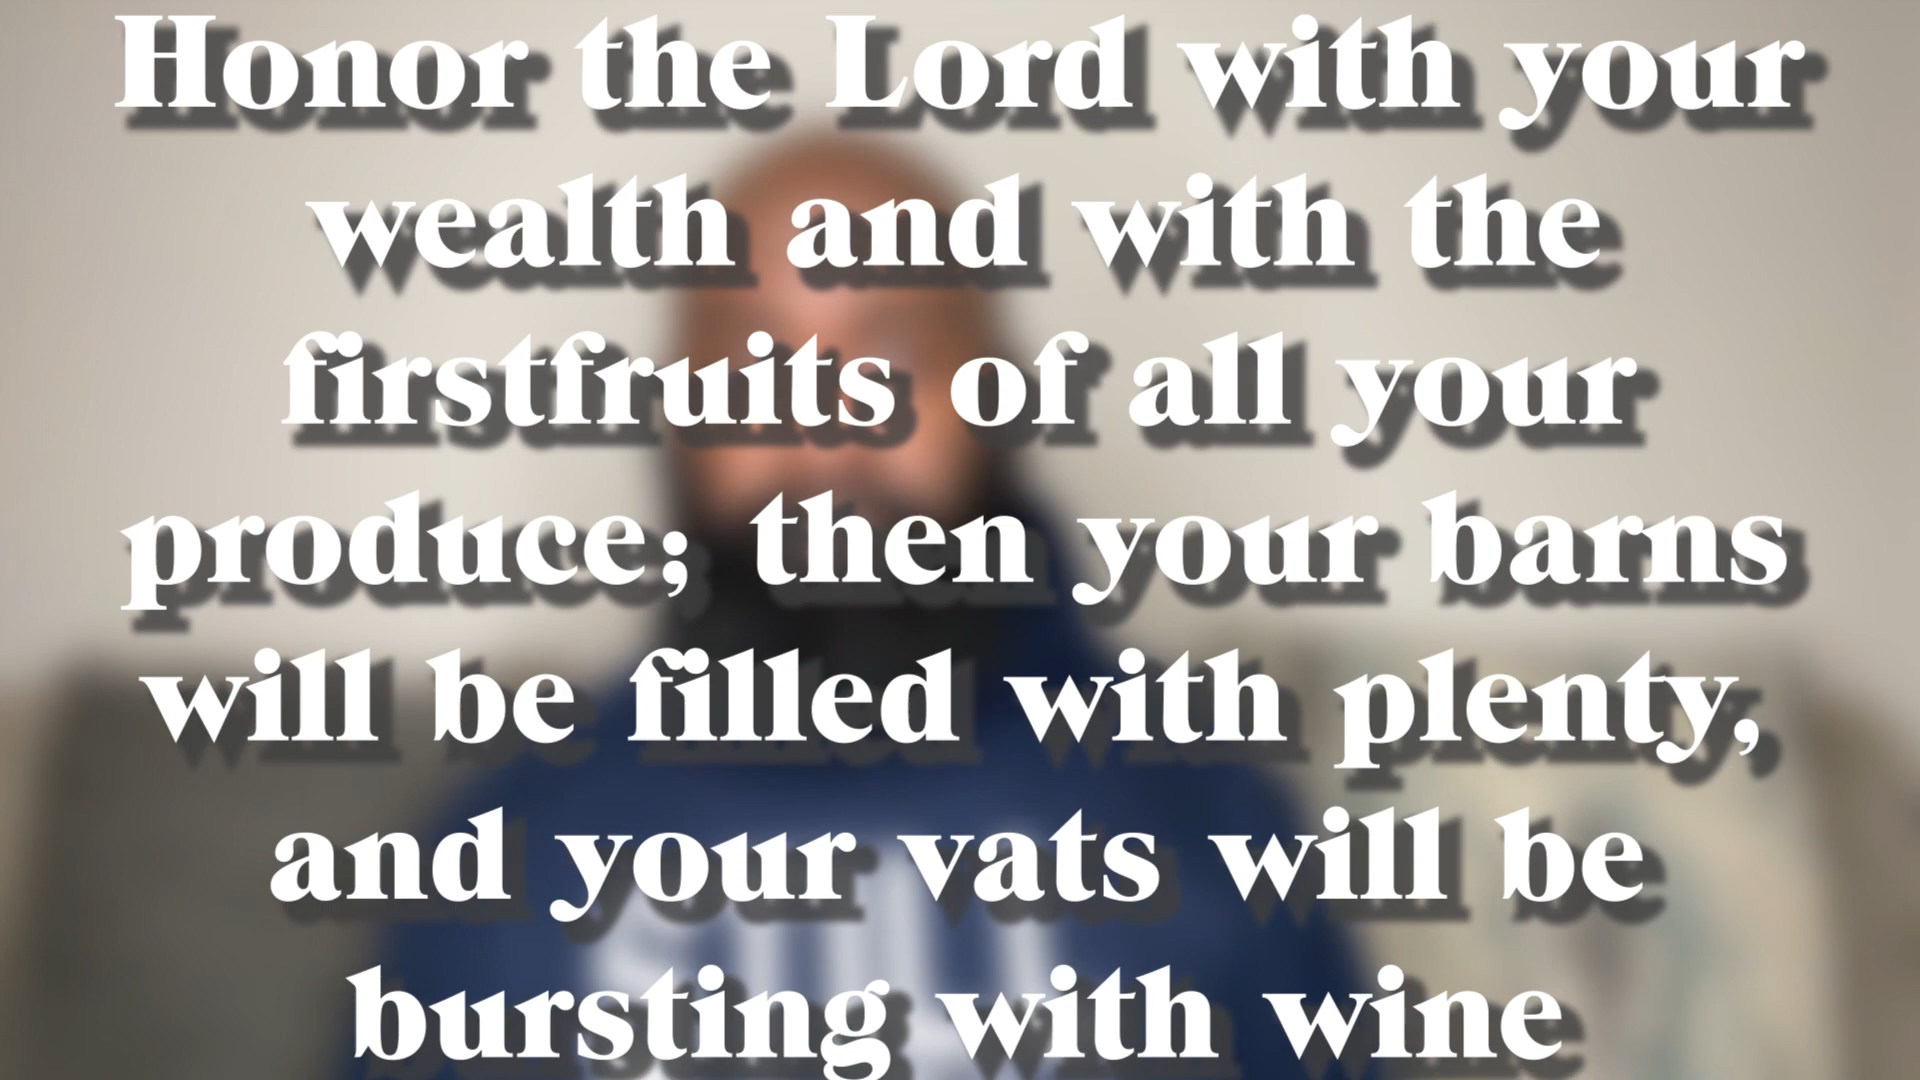 Honor the Lord with your
wealth and with the
firstfruits of all your
produce; then your barns
will be filled with plenty,
and your vats will be
bursting with wine